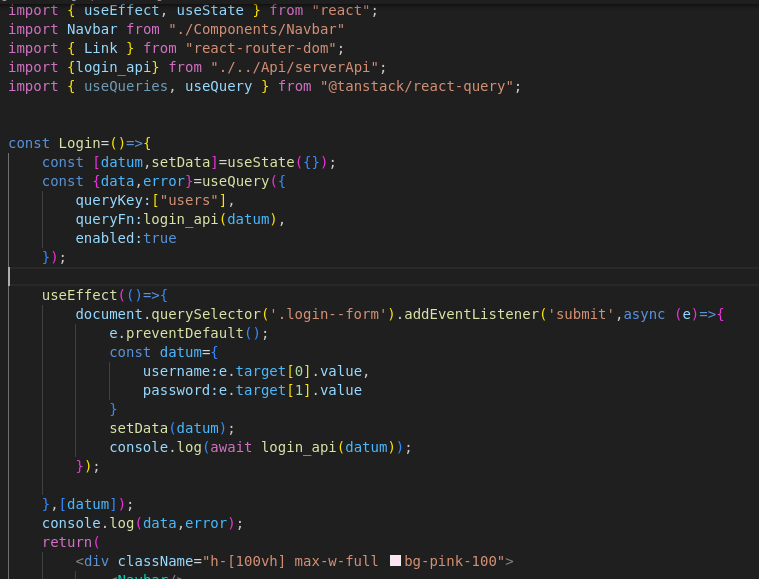 import { useEffect, useState } from "react";
import Navbar from "./Components/Navbar"
import { Link } from "react-router-dom";
import {login_api} from "./../Api/serverApi";
import { useQueries, useQuery } from "@tanstack/react-query";
const Login=()=>{
    const [datum,setData]=useState({});
    const {data,error}=useQuery({
        queryKey:["users"],
        queryFn:login_api(datum),
        enabled:true
    });
    useEffect(()=>{
        document.querySelector('.login--form').addEventListener('submit',async (e)=>{
            e.preventDefault();
            const datum={
                username:e.target[0].value,
                password:e.target[1].value
            }
            setData(datum);
            console.log(await login_api(datum));
        });
    },[datum]);
    console.log(data,error);
    return(
        <div className="h-[100vh] max-w-full bg-pink-100">
            <Navbar/>